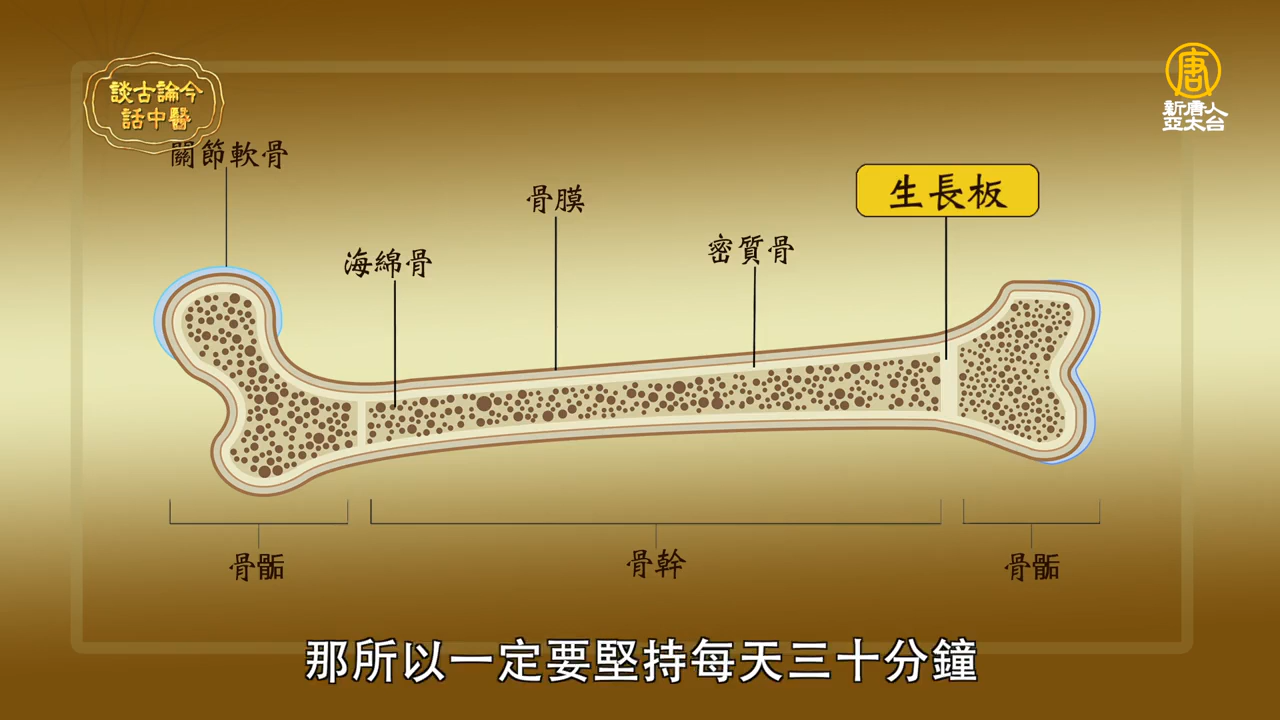 談古論今
話中醫
唐
新唐人
亞太台
關節軟骨
骨膜
生長板
海綿骨
密質骨
骨骺
骨幹
骨骺
那所以一定要堅持每天三十分鐘